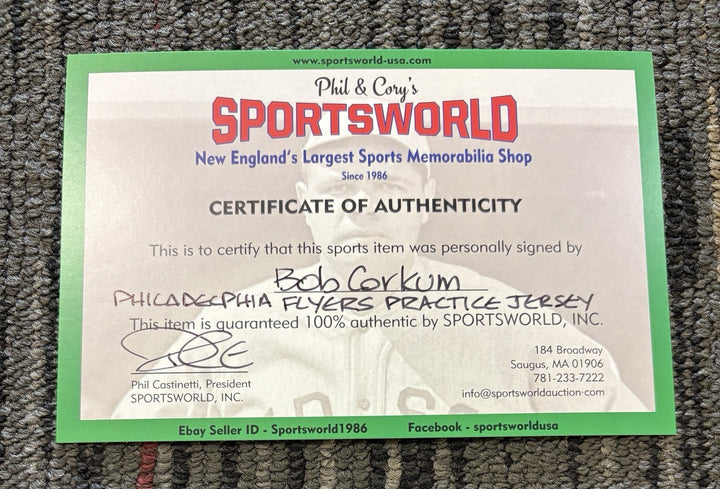 www.sportsworld-usa.com
Phil & Cory's
SPORTSWORLD
New England's Largest Sports Memorabilia Shop
Since 1986
CERTIFICATE OF AUTHENTICITY
This is to certify that this sports item was personally signed by
Bob Corkum
PHILADELPHIA FLYERS PRACTICE JERSEY
This item is guaranteed 100% authentic by SPORTSWORLD, INC.
Phil Castinetti, President
SPORTSWORLD, INC.
184 Broadway
Saugus, MA 01906
781-233-7222
info@sportsworldauction.com
Ebay Seller ID - Sportsworld1986 Facebook - sportsworldusa